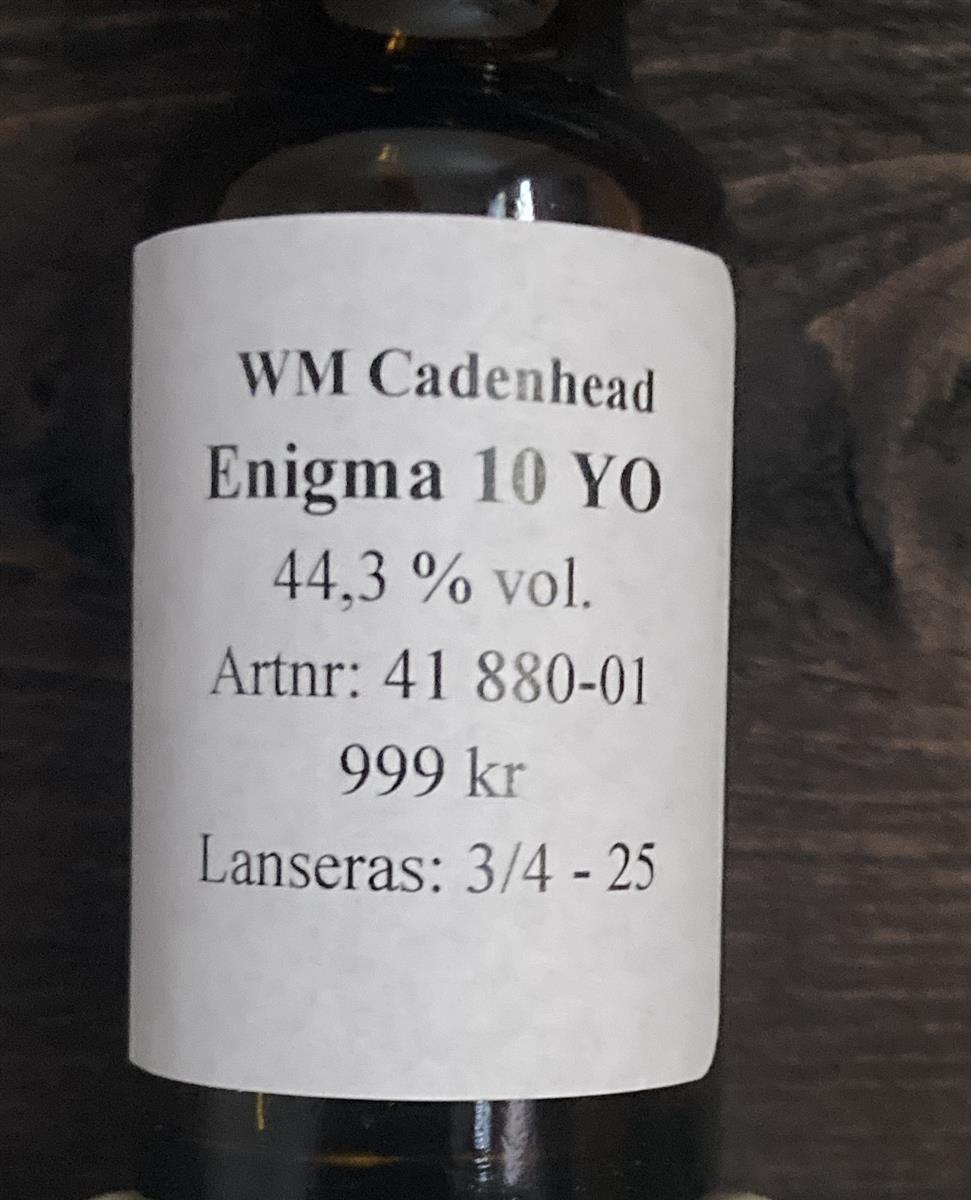 WM Cadenhead
Enigma 10 YO
44,3 % vol.
Artnr: 41 880-01
999 kr
Lanseras: 3/4 - 25